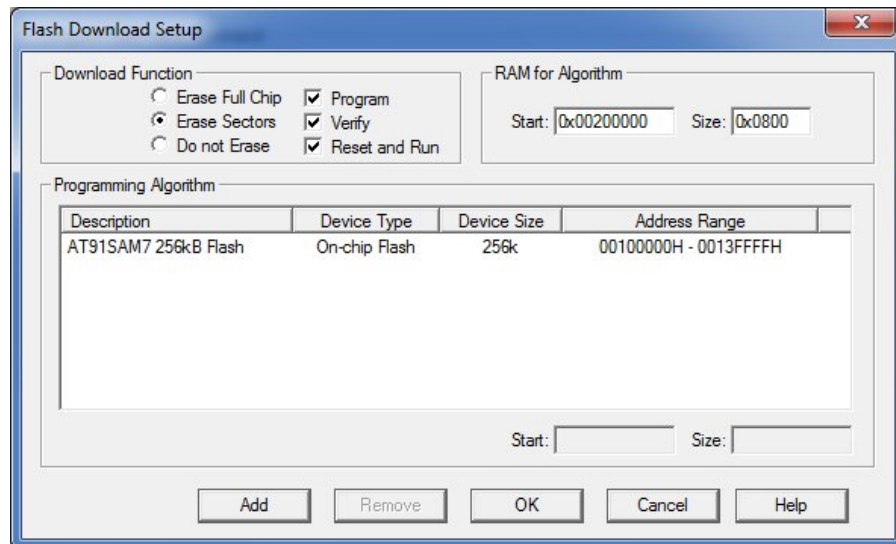 Flash Download Setup
Download Function
Erase Full Chip
Erase Sectors
Do not Erase
Program
Verify
Reset and Run
RAM for Algorithm
Start: 0x00200000 Size: 0x0800
Programming Algorithm
Description Device Type Device Size Address Range
AT91SAM7 256kB Flash On-chip Flash 256k 00100000H - 0013FFFFH
Start: Size:
Add Remove OK Cancel Help